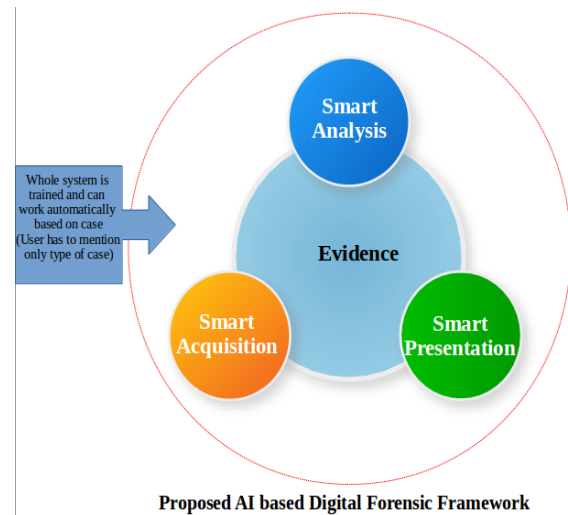 Smart
Analysis
Whole system is
trained and can
work automatically
based on case
(User has to mention
only type of case)
Evidence
Smart
Acquisition
Smart
Presentation
Proposed AI based Digital Forensic Framework